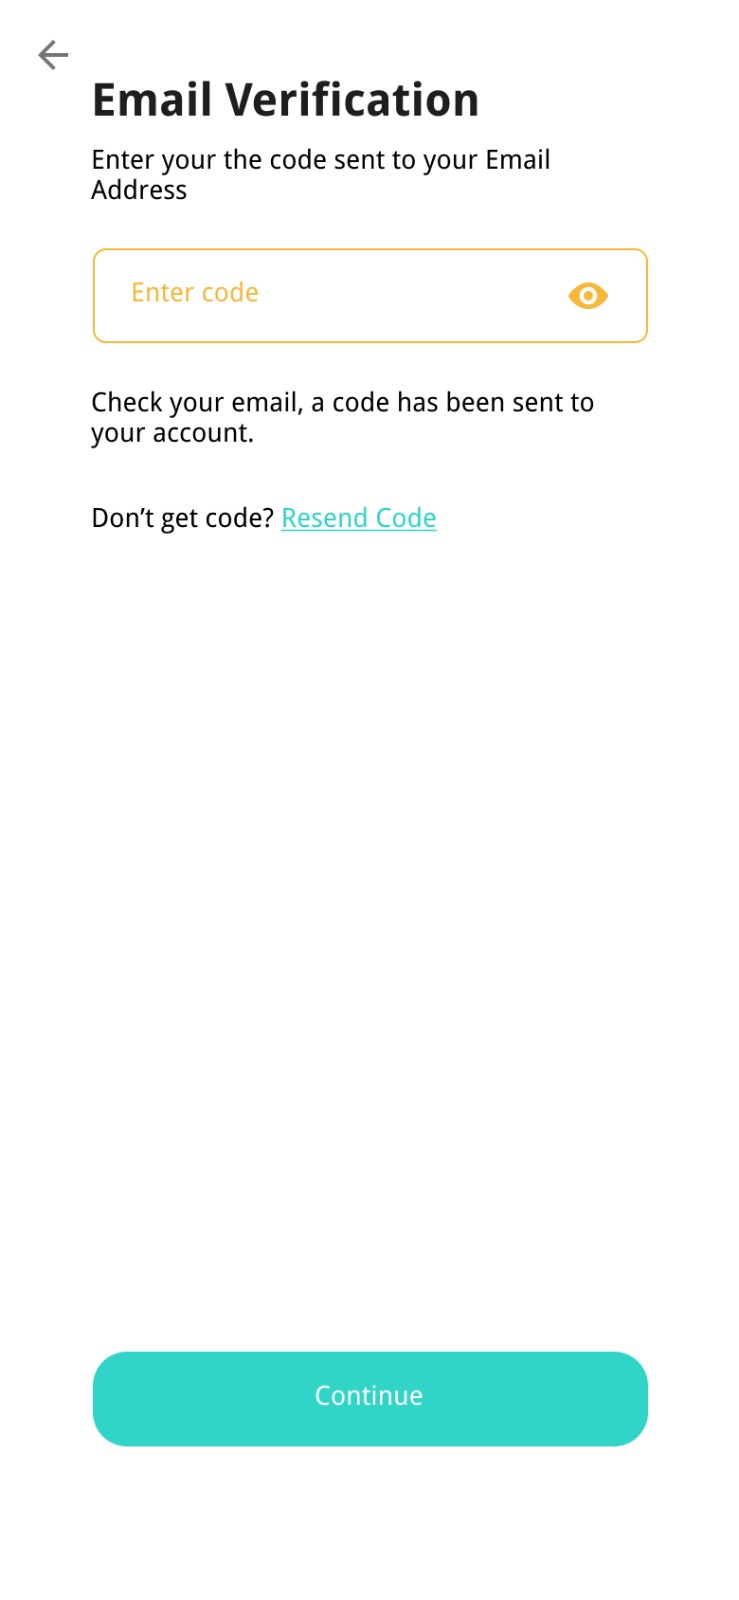 Email Verification
Enter your the code sent to your Email
Address
Enter code
Check your email, a code has been sent to
your account.
Don’t get code? Resend Code
Continue